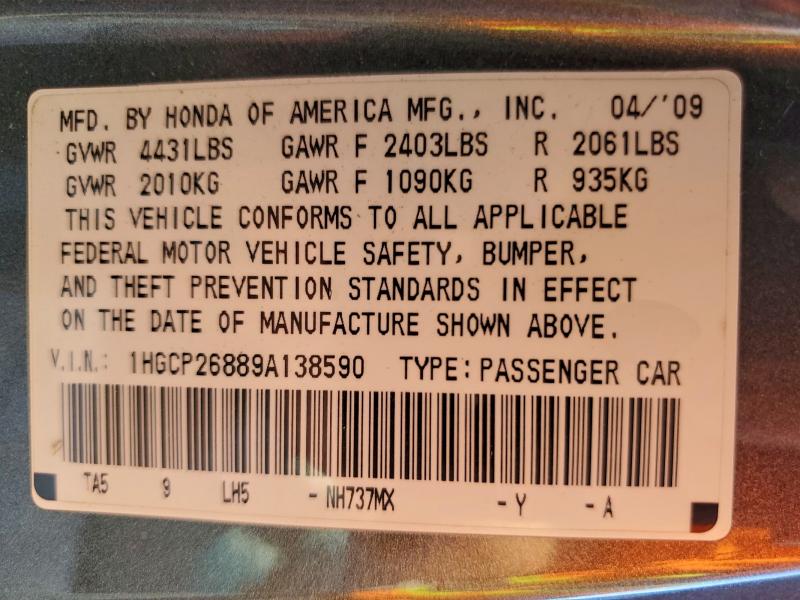 MFD. BY HONDA OF AMERICA MFG., INC. 04/'09
GVWR 4431LBS GAWR F 2403LBS R 2061LBS
GVWR 2010KG GAWR F 1090KG R 935KG
THIS VEHICLE CONFORMS TO ALL APPLICABLE
FEDERAL MOTOR VEHICLE SAFETY, BUMPER,
AND THEFT PREVENTION STANDARDS IN EFFECT
ON THE DATE OF MANUFACTURE SHOWN ABOVE.
V.I.N.: 1HGCP26889A138590 TYPE: PASSENGER CAR
TA5 9 LH5 - NH737MX - Y - A